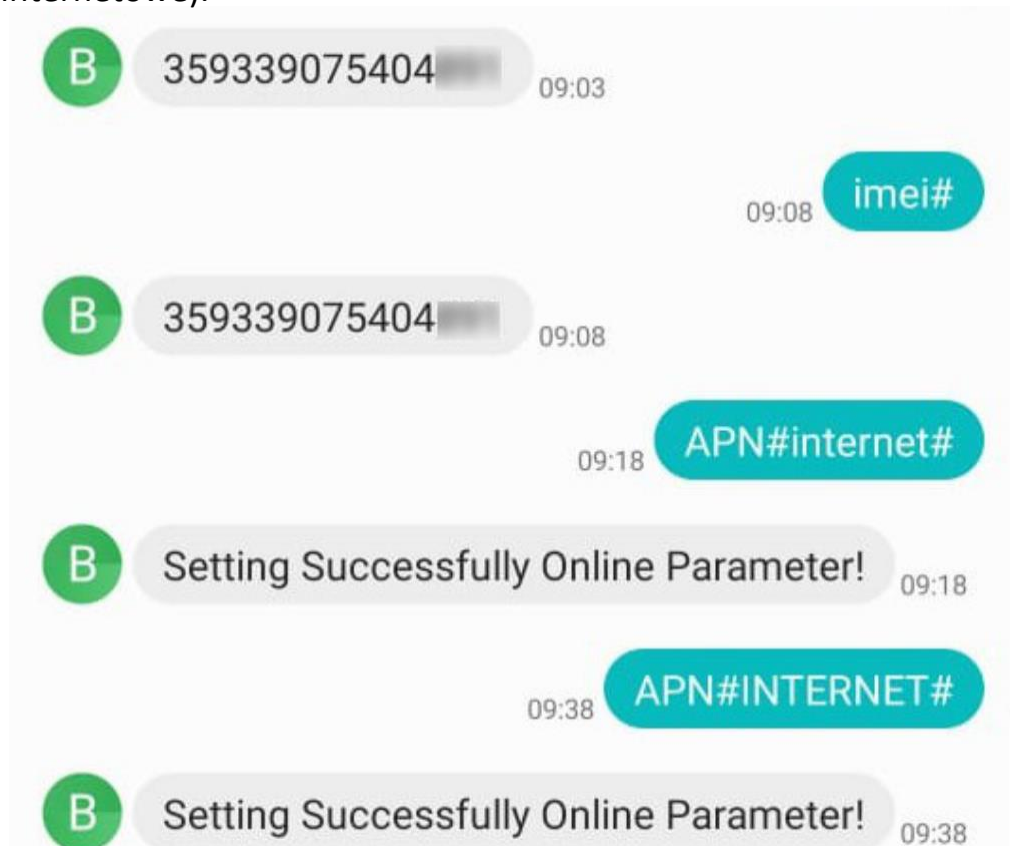 B 359339075404 09:03
09:08 imei#
B 359339075404 09:08
09:18 APN#internet#
B Setting Successfully Online Parameter! 09:18
09:38 APN#INTERNET#
B Setting Successfully Online Parameter! 09:38